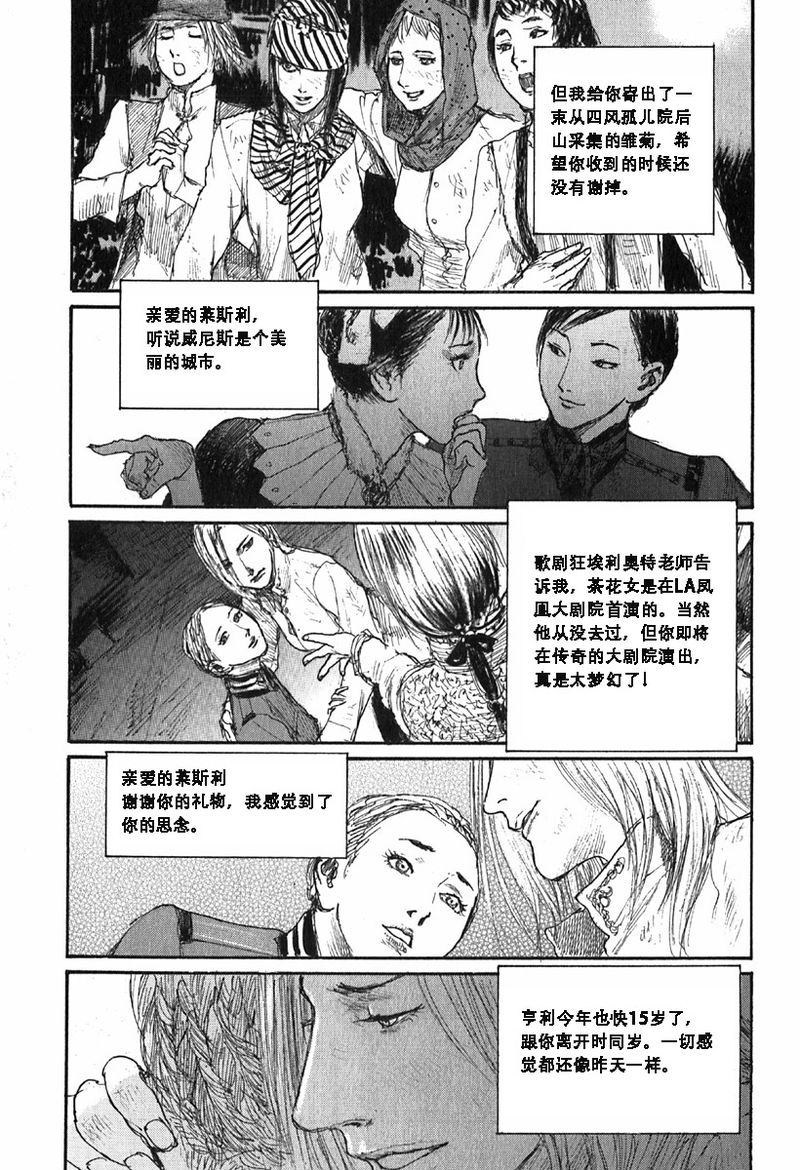 但我给你寄出了一
束从四风孤儿院后
山采集的雏菊，希
望你收到的时候还
没有谢掉。
亲爱的莱斯利，
听说威尼斯是个美
丽的城市。
歌剧狂埃利奥特老师告
诉我，茶花女是在LA凤
凰大剧院首演的。当然
他从没去过，但你即将
在传奇的大剧院演出，
真是太梦幻了！
亲爱的莱斯利
谢谢你的礼物，我感觉到了
你的思念。
亨利今年也快15岁了，
跟你离开时同岁。一切感
觉都还像昨天一样。